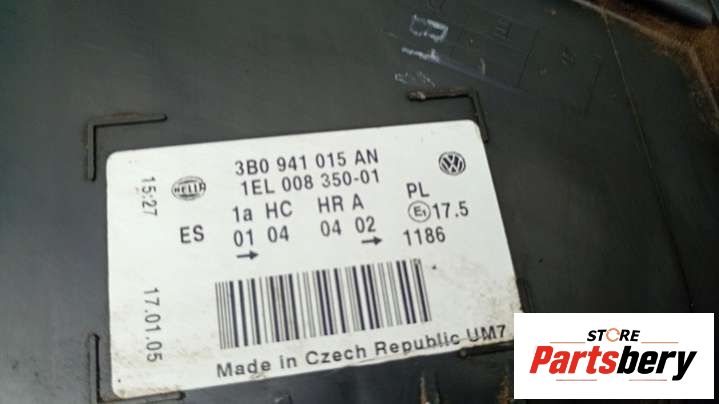 3B0 941 015 AN
1EL 008 350-01
HELLA
15:27
17.01.05
1a HC HR A PL
ES 01 04 04 02 E1 17.5
1186
Made in Czech Republic UM7
STORE
Partsbery